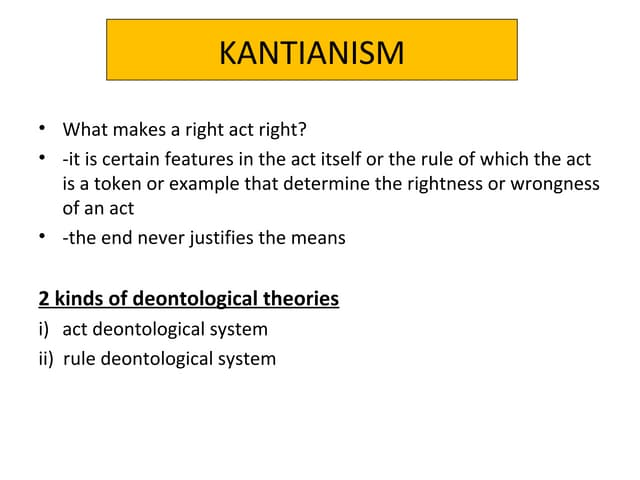 KANTIANISM
• What makes a right act right?
• -it is certain features in the act itself or the rule of which the act
is a token or example that determine the rightness or wrongness
of an act
• -the end never justifies the means
2 kinds of deontological theories
i) act deontological system
ii) rule deontological system